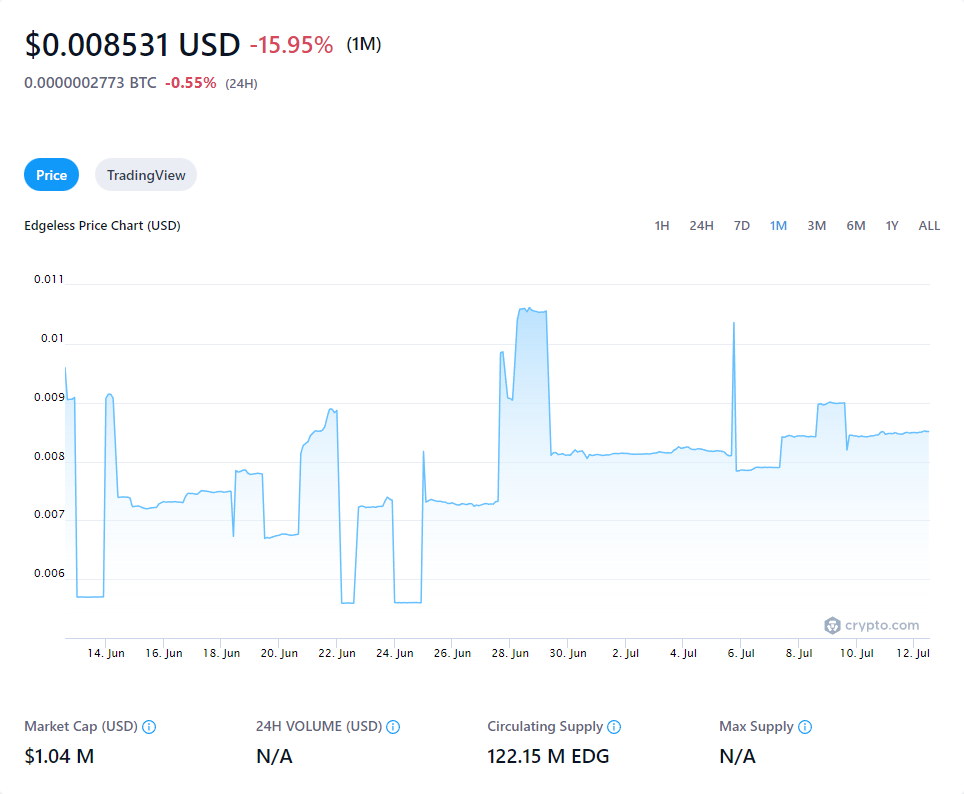 $0.008531 USD -15.95% (1M)
0.0000002773 BTC -0.55% (24H)
Price TradingView
Edgeless Price Chart (USD) 1H 24H 7D 1M 3M 6M 1Y ALL
0.011
0.01
0.009
0.008
0.007
0.006
crypto.com
14. Jun 16. Jun 18. Jun 20. Jun 22. Jun 24. Jun 26. Jun 28. Jun 30. Jun 2. Jul 4. Jul 6. Jul 8. Jul 10. Jul 12. Jul
Market Cap (USD) 24H VOLUME (USD) Circulating Supply Max Supply
$1.04 M N/A 122.15 M EDG N/A